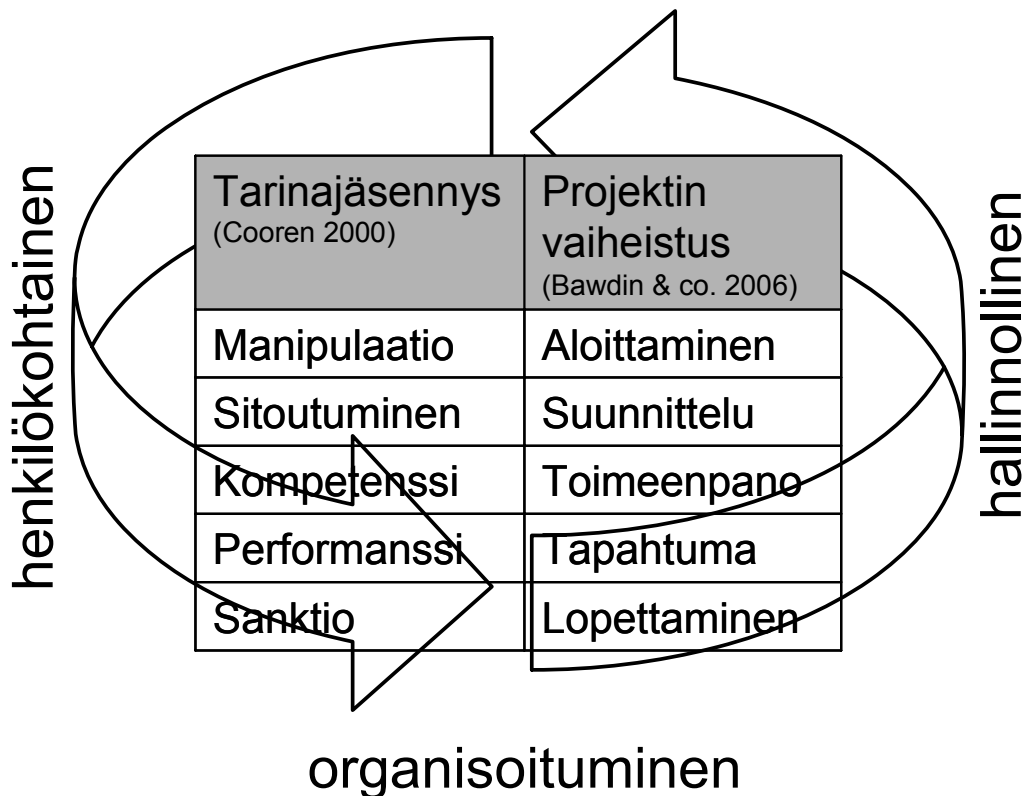 henkilökohtainen
Tarinajäsennys
(Cooren 2000)
Projektin
vaiheistus
(Bawdin & co. 2006)
Manipulaatio
Aloittaminen
Sitoutuminen
Suunnittelu
Kompetenssi
Toimeenpano
Performanssi
Tapahtuma
Sanktio
Lopettaminen
hallinnollinen
organisoituminen